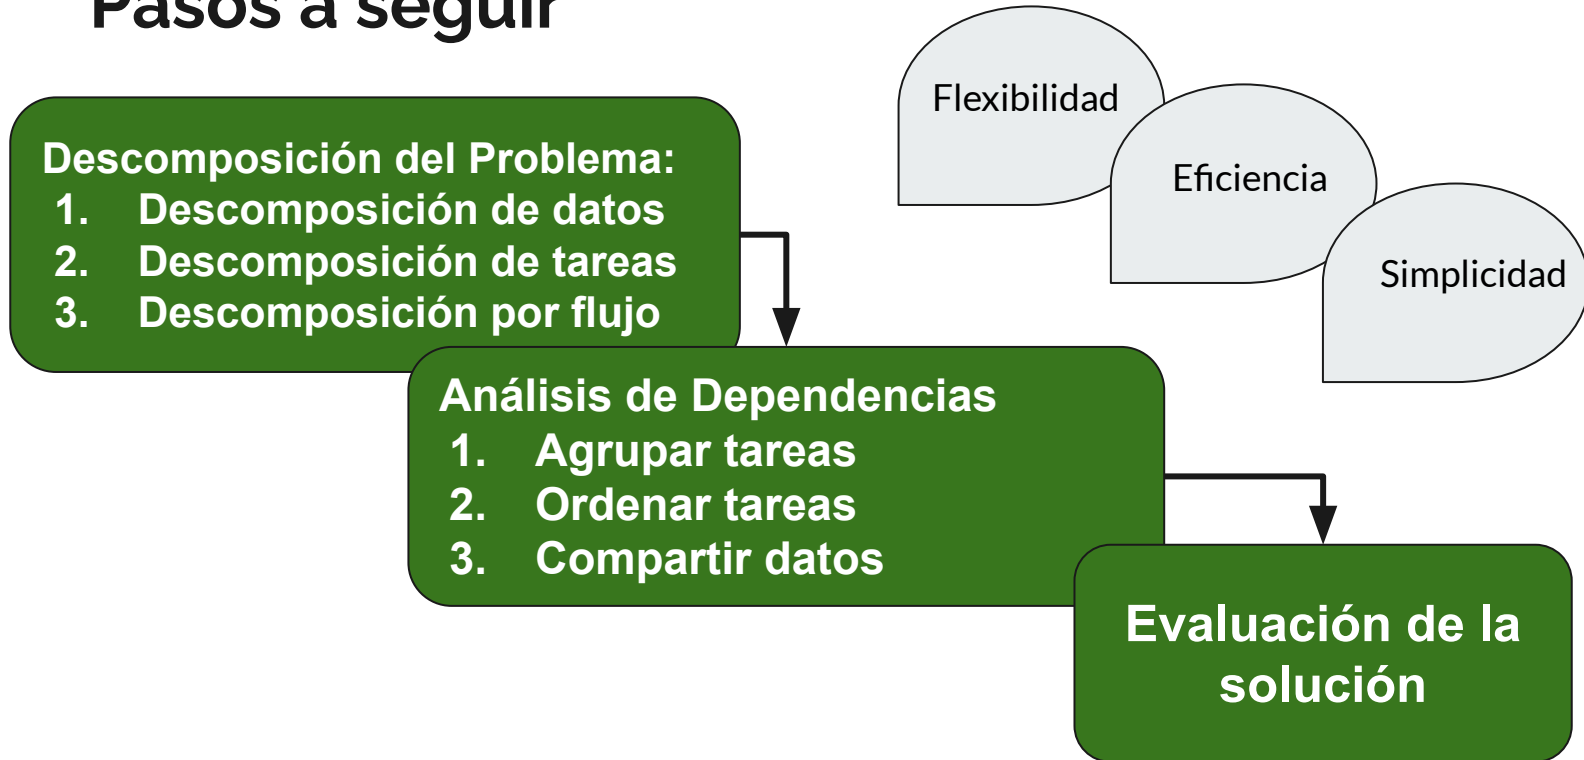 Pasos a seguir
Flexibilidad
Eficiencia
Simplicidad
Descomposición del Problema:
1. Descomposición de datos
2. Descomposición de tareas
3. Descomposición por flujo
Análisis de Dependencias
1. Agrupar tareas
2. Ordenar tareas
3. Compartir datos
Evaluación de la
solución